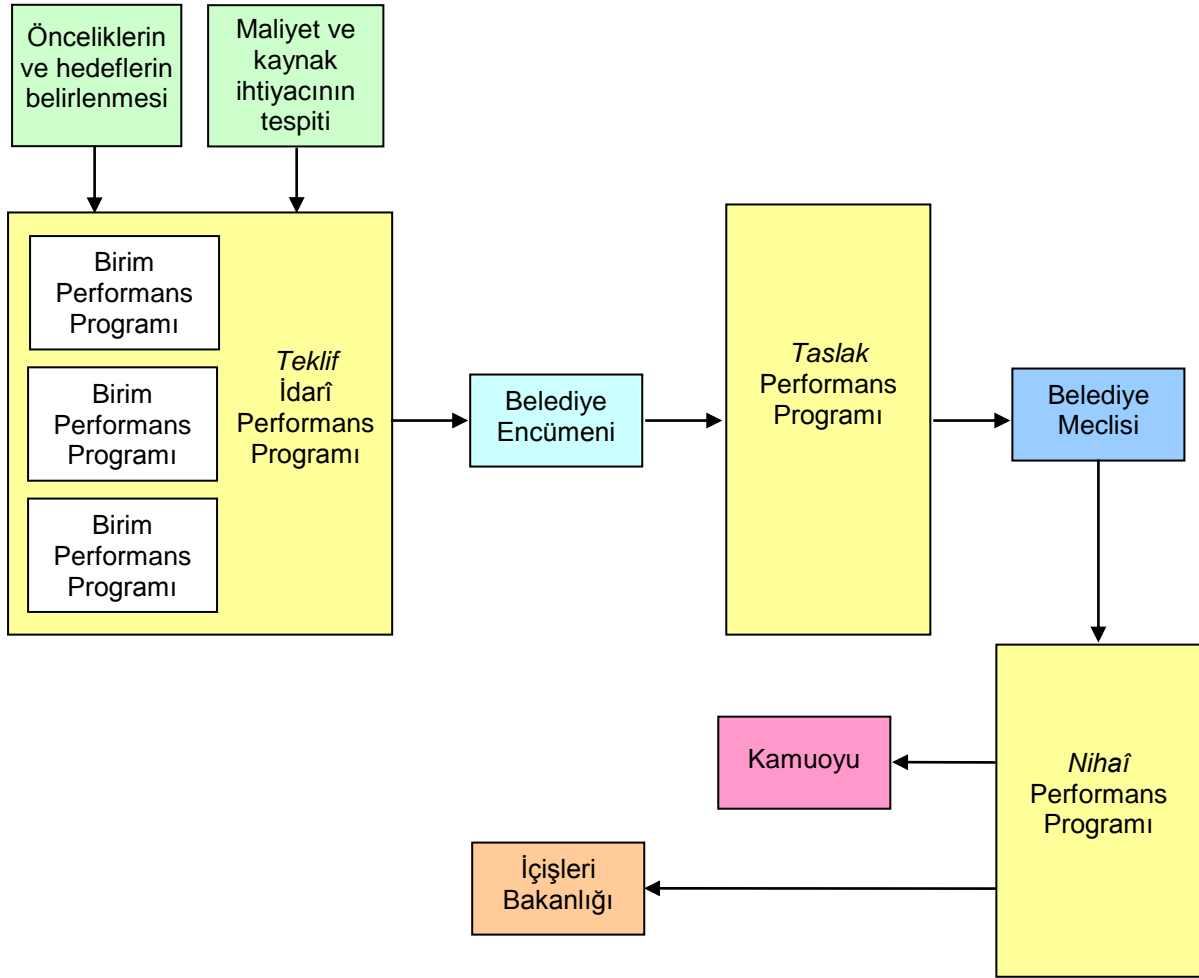 Önceliklerin
ve hedeflerin
belirlenmesi
Maliyet ve
kaynak
ihtiyacının
tespiti
Birim
Performans
Programı
Birim
Performans
Programı
Birim
Performans
Programı
Teklif
İdarî
Performans
Programı
Belediye
Encümeni
Taslak
Performans
Programı
Belediye
Meclisi
Kamuoyu
Nihaî
Performans
Programı
İçişleri
Bakanlığı